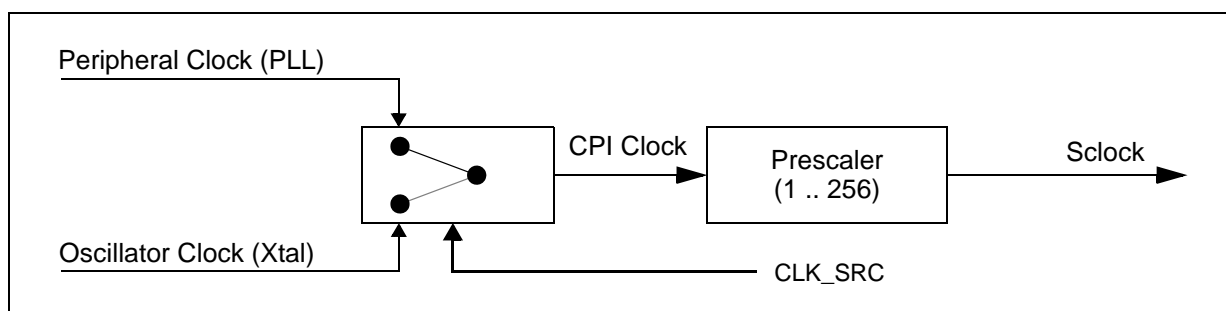 Peripheral Clock (PLL)
CPI Clock
Prescaler
(1 .. 256)
Sclock
Oscillator Clock (Xtal)
CLK_SRC